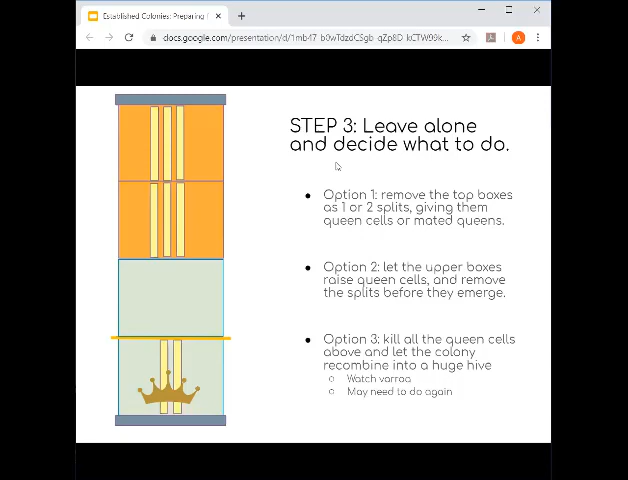 Established Colonies: Preparing
docs.google.com/presentation/d/1mb47-b0wTdzdCSgb-qZp8D_kCTW99k...
A
STEP 3: Leave alone
and decide what to do.
Option 1: remove the top boxes
as 1 or 2 splits, giving them
queen cells or mated queens.
Option 2: let the upper boxes
raise queen cells, and remove
the splits before they emerge.
Option 3: kill all the queen cells
above and let the colony
recombine into a huge hive
Watch varroa
May need to do again